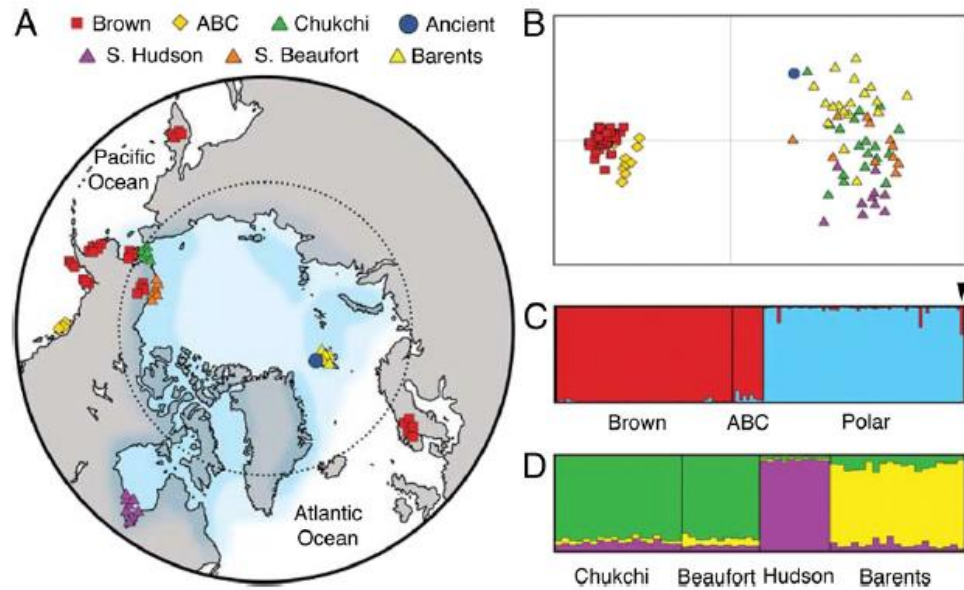 A
Brown ABC Chukchi Ancient
S. Hudson S. Beaufort Barents
Pacific
Ocean
Atlantic
Ocean
B
C
Brown ABC Polar
D
Chukchi Beaufort Hudson Barents